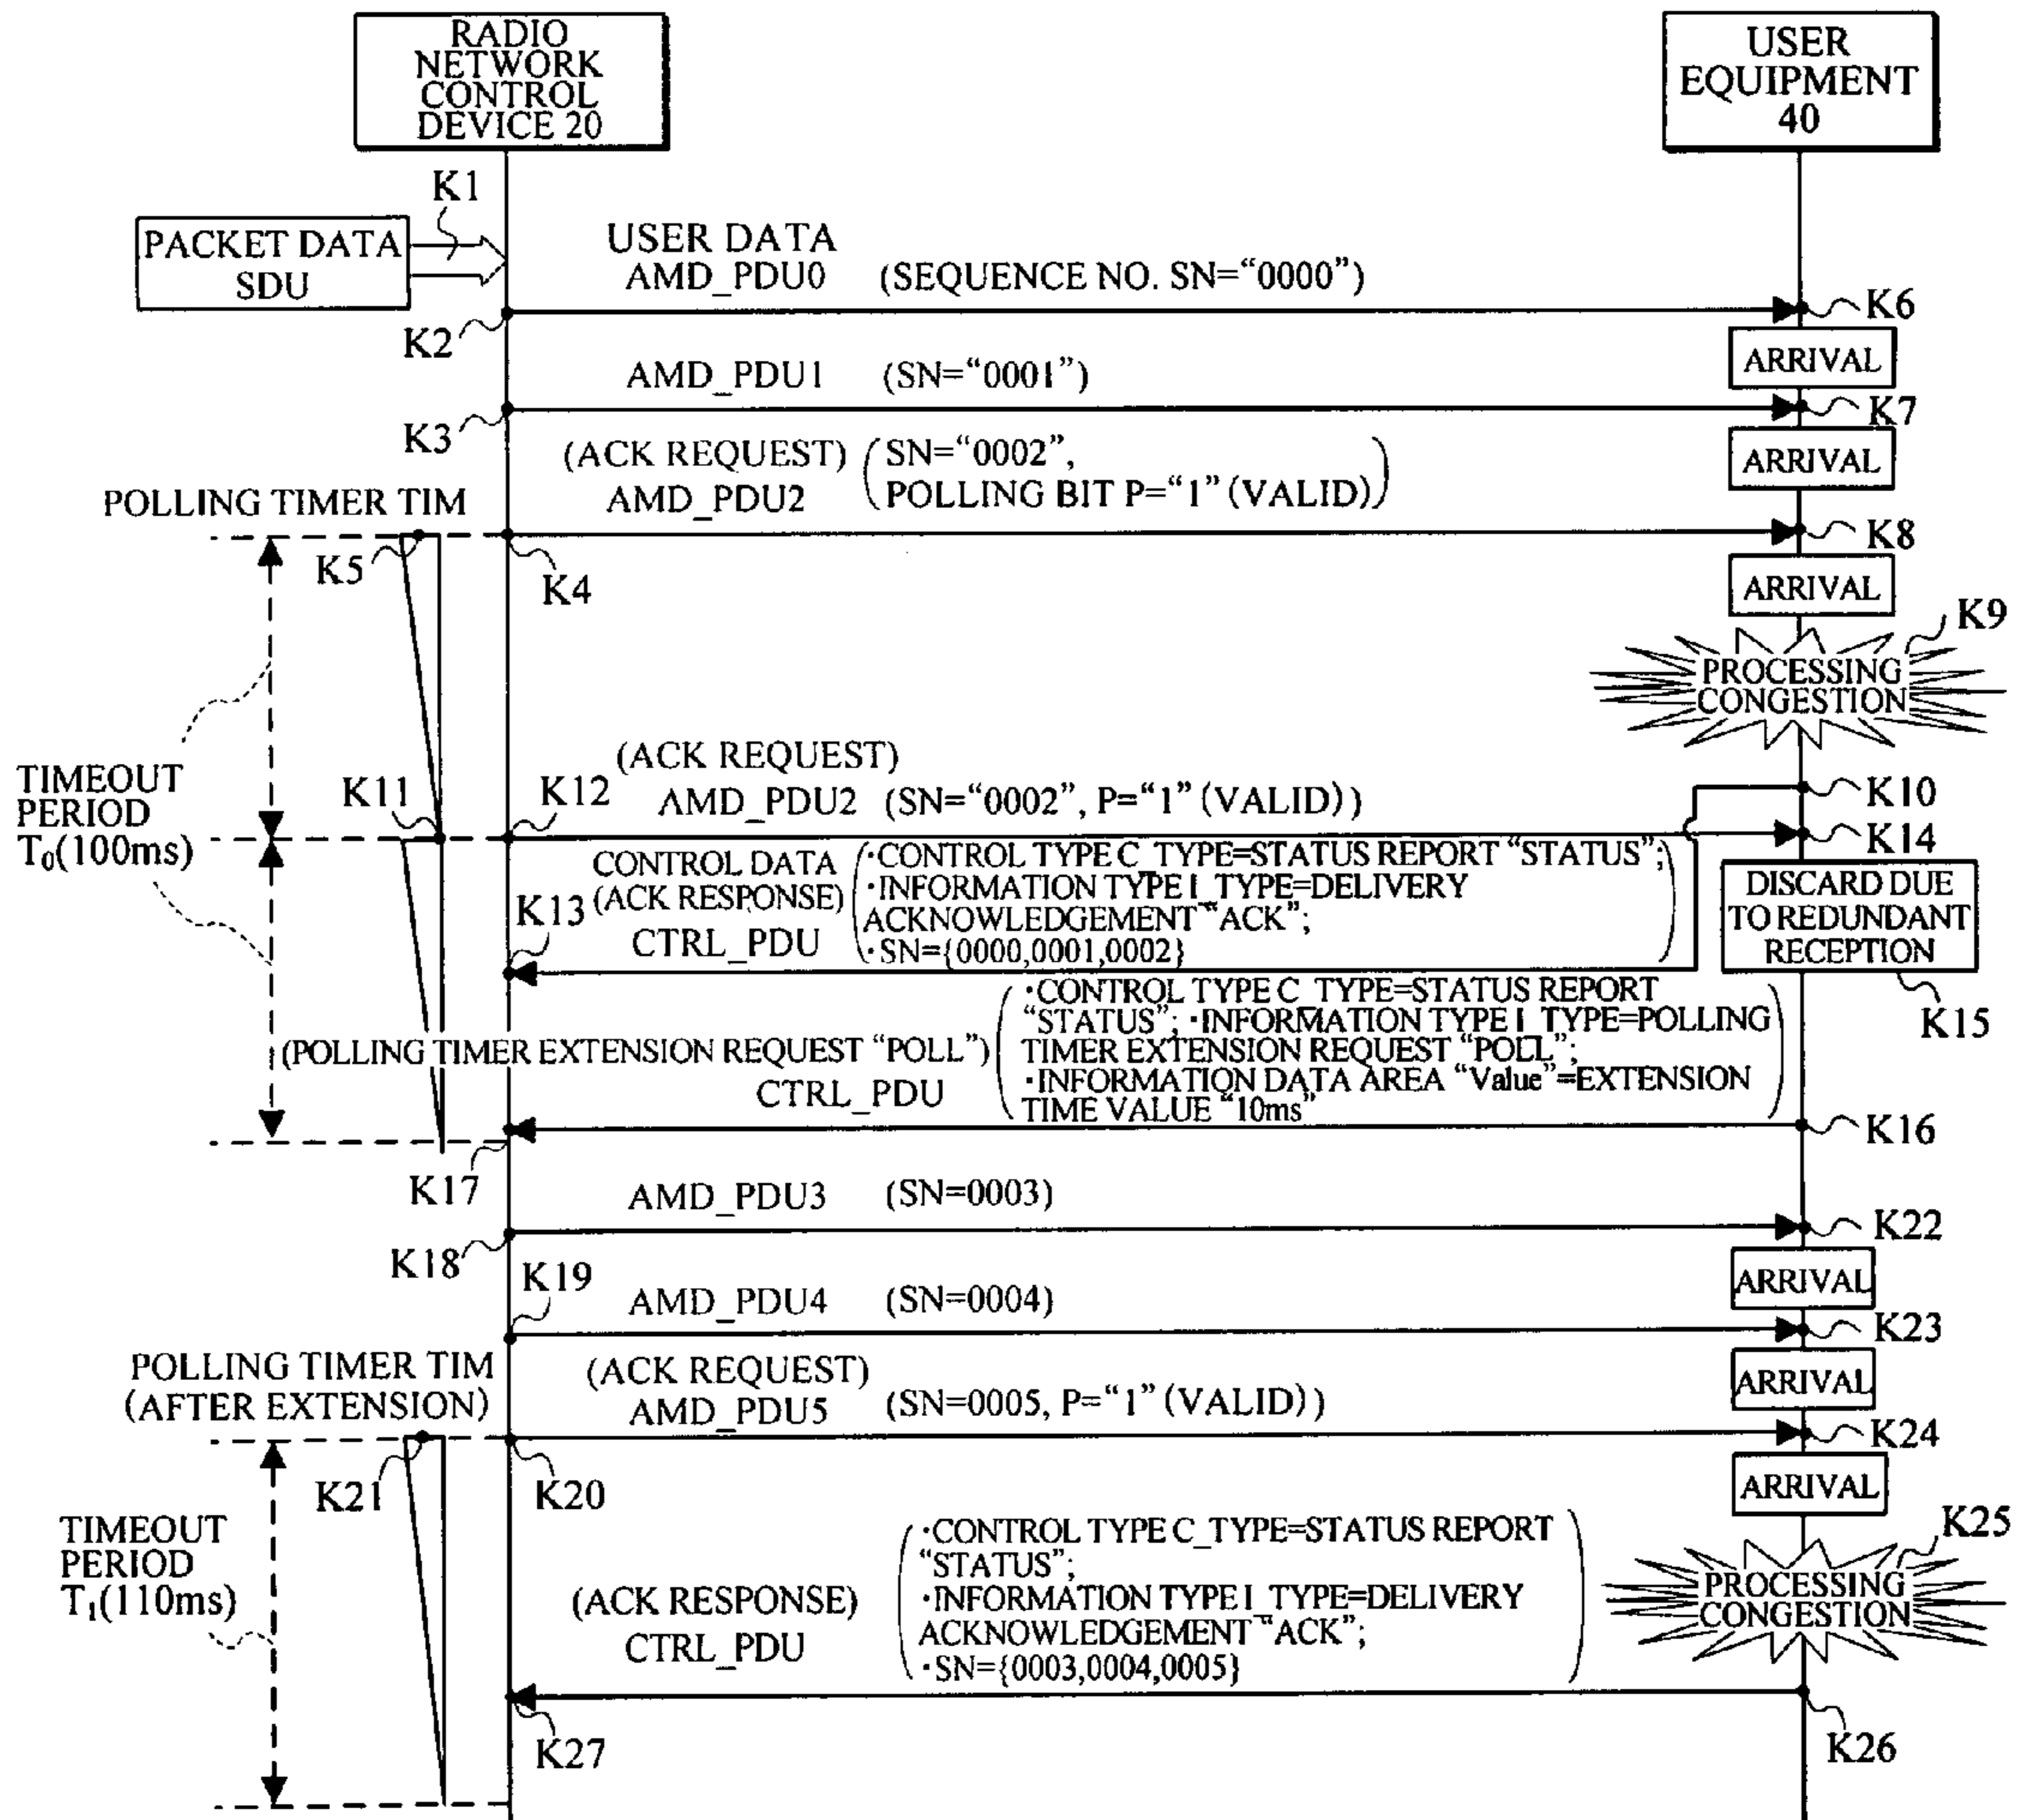 RADIO
NETWORK
CONTROL
DEVICE 20
USER
EQUIPMENT
40
K1
PACKET DATA
SDU
USER DATA
AMD_PDU0 (SEQUENCE NO. SN=“0000”)
K2
K6
ARRIVAL
AMD_PDU1 (SN=“0001”)
K3
K7
ARRIVAL
(ACK REQUEST)
AMD_PDU2
(SN=“0002”,
POLLING BIT P=“1” (VALID))
POLLING TIMER TIM
K5
K4
K8
ARRIVAL
K9
PROCESSING
CONGESTION
TIMEOUT
PERIOD
T₀(100ms)
K11
K12
(ACK REQUEST)
AMD_PDU2 (SN=“0002”, P=“1” (VALID))
K10
K14
DISCARD DUE
TO REDUNDANT
RECEPTION
K15
K13
CONTROL DATA
(ACK RESPONSE)
CTRL_PDU
(·CONTROL TYPE C_TYPE=STATUS REPORT “STATUS”;
·INFORMATION TYPE I_TYPE=DELIVERY
ACKNOWLEDGEMENT “ACK”;
·SN={0000,0001,0002})
(POLLING TIMER EXTENSION REQUEST “POLL”)
CTRL_PDU
(·CONTROL TYPE C_TYPE=STATUS REPORT
“STATUS”; ·INFORMATION TYPE I_TYPE=POLLING
TIMER EXTENSION REQUEST “POLL”;
·INFORMATION DATA AREA “Value”=EXTENSION
TIME VALUE “10ms”)
K16
K17
AMD_PDU3 (SN=0003)
K18
K22
ARRIVAL
K19
AMD_PDU4 (SN=0004)
K23
ARRIVAL
POLLING TIMER TIM
(AFTER EXTENSION)
(ACK REQUEST)
AMD_PDU5 (SN=0005, P=“1” (VALID))
K21
K20
K24
ARRIVAL
K25
PROCESSING
CONGESTION
TIMEOUT
PERIOD
T₁(110ms)
(ACK RESPONSE)
CTRL_PDU
(·CONTROL TYPE C_TYPE=STATUS REPORT
“STATUS”;
·INFORMATION TYPE I_TYPE=DELIVERY
ACKNOWLEDGEMENT “ACK”;
·SN={0003,0004,0005})
K27
K26